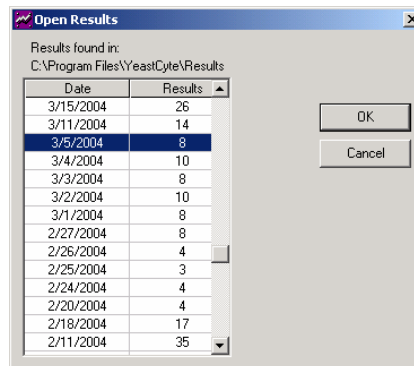 Open Results
Results found in:
C:\Program Files\YeastCyte\Results
Date Results
3/15/2004 26
3/11/2004 14
3/5/2004 8
3/4/2004 10
3/3/2004 8
3/2/2004 10
3/1/2004 8
2/27/2004 8
2/26/2004 4
2/25/2004 3
2/24/2004 4
2/20/2004 4
2/18/2004 17
2/11/2004 35
OK
Cancel